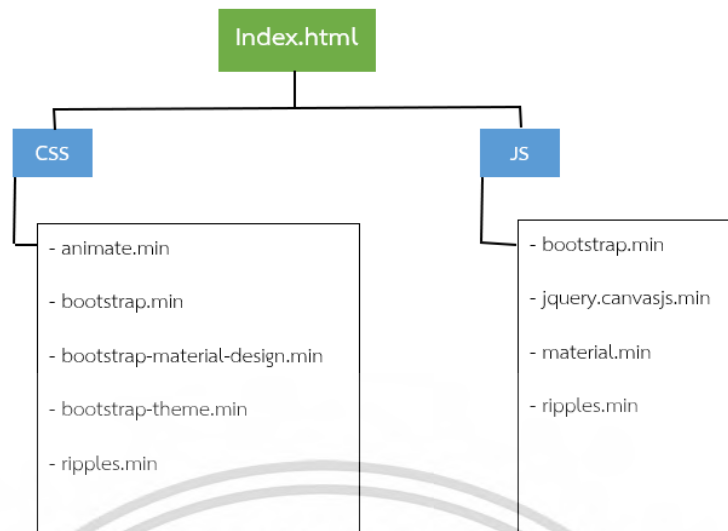 Index.html
CSS
JS
- animate.min
- bootstrap.min
- bootstrap-material-design.min
- bootstrap-theme.min
- ripples.min
- bootstrap.min
- jquery.canvasjs.min
- material.min
- ripples.min